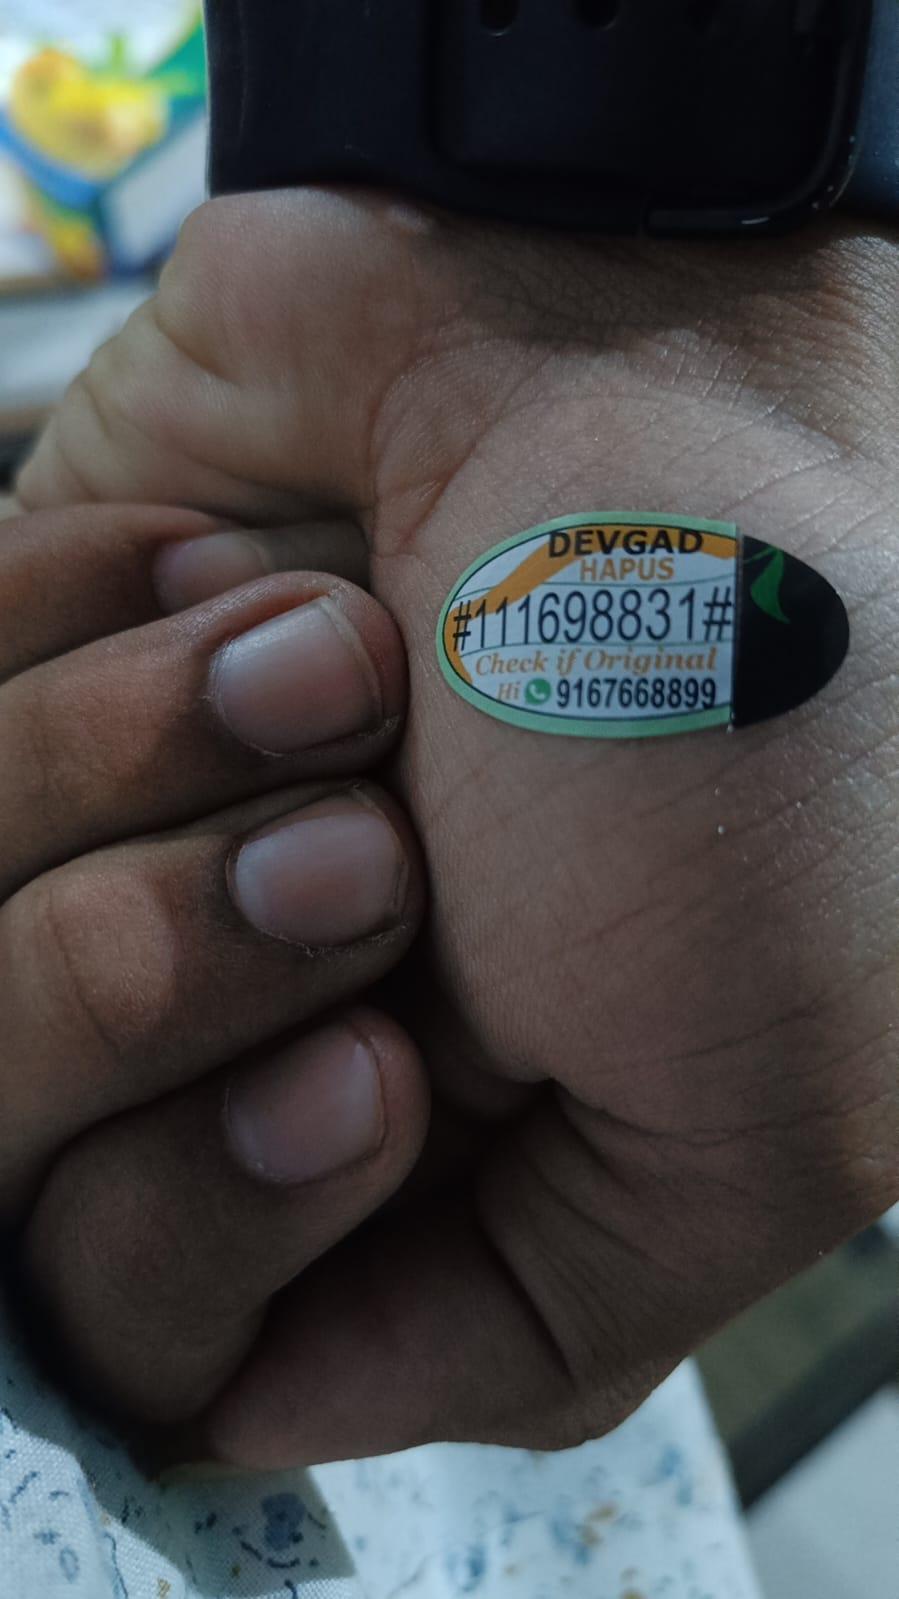 DEVGAD
HAPUS
#111698831#
Check if Original
Hi 9167668899